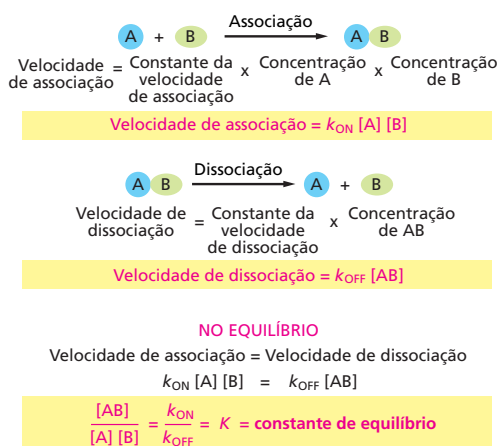 Associação
A + B AB
Velocidade de associação = Constante da velocidade de associação x Concentração de A x Concentração de B
Velocidade de associação = kON [A] [B]
Dissociação
AB A + B
Velocidade de dissociação = Constante da velocidade de dissociação x Concentração de AB
Velocidade de dissociação = kOFF [AB]
NO EQUILÍBRIO
Velocidade de associação = Velocidade de dissociação
kON [A] [B] = kOFF [AB]
[AB] / [A] [B] = kON / kOFF = K = constante de equilíbrio